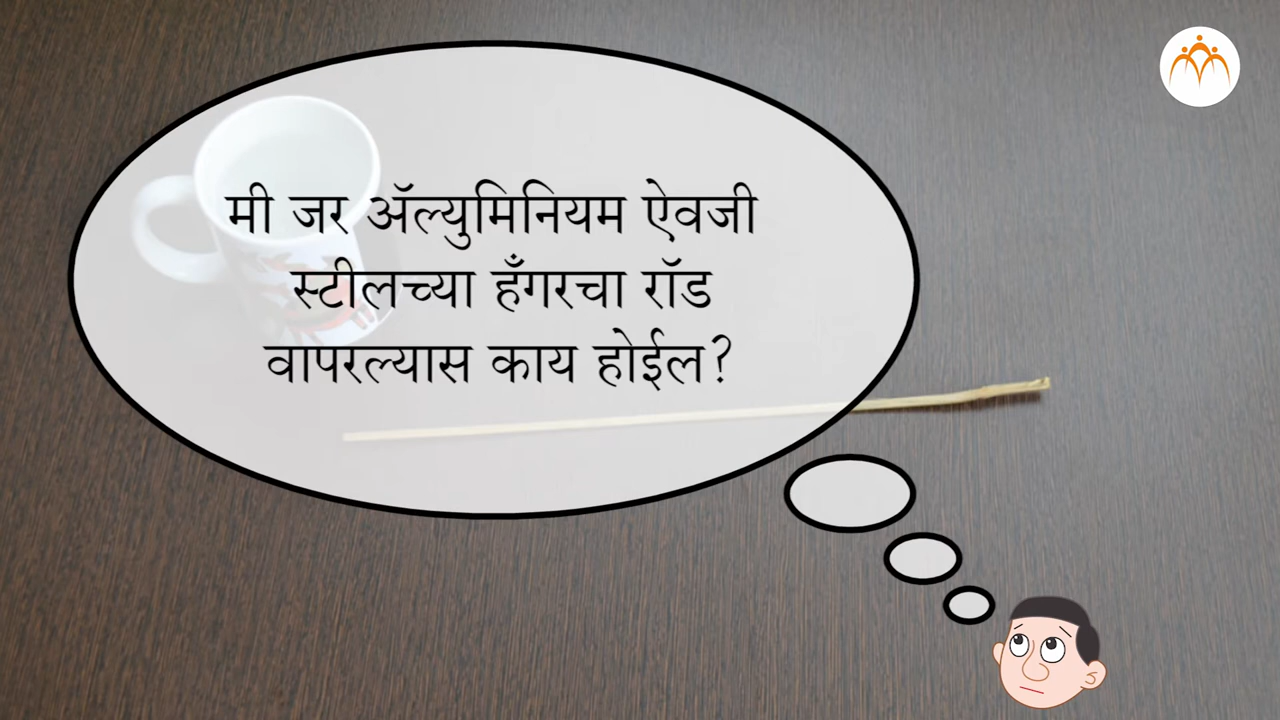 मी जर ॲल्युमिनियम ऐवजी
स्टीलच्या हँगरचा रॉड
वापरल्यास काय होईल?